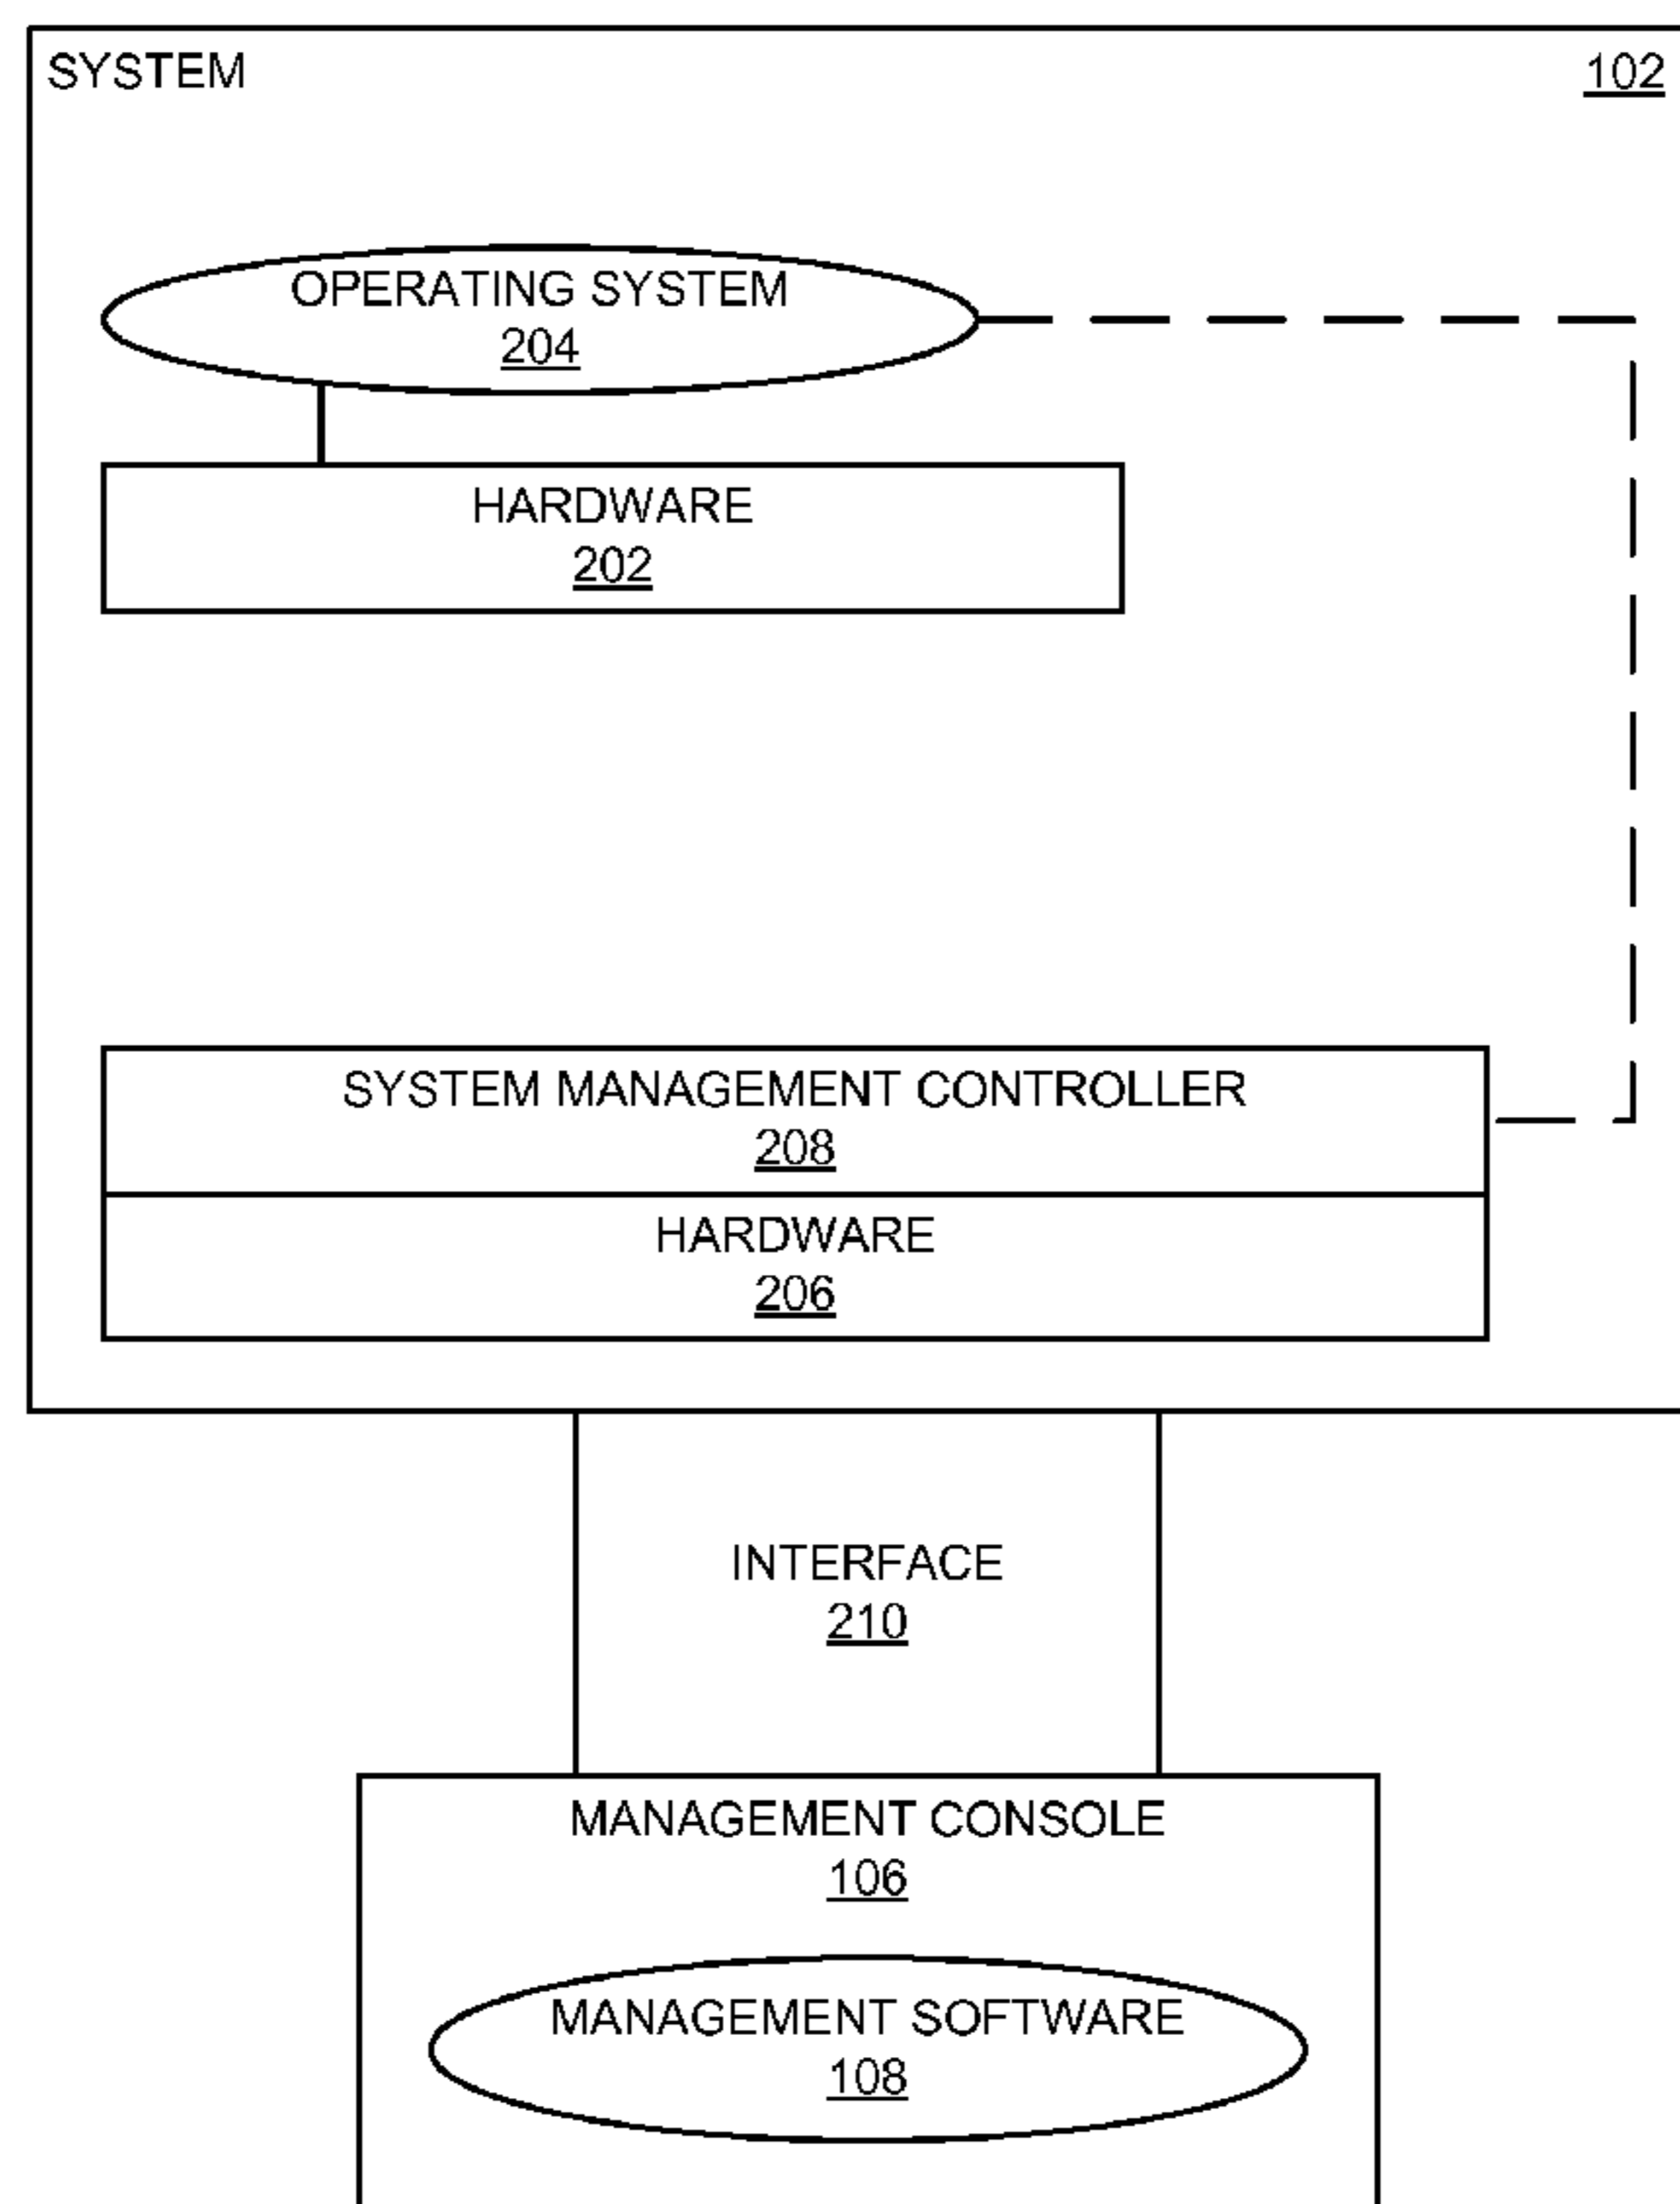 SYSTEM 102
OPERATING SYSTEM
204
HARDWARE
202
SYSTEM MANAGEMENT CONTROLLER
208
HARDWARE
206
INTERFACE
210
MANAGEMENT CONSOLE
106
MANAGEMENT SOFTWARE
108